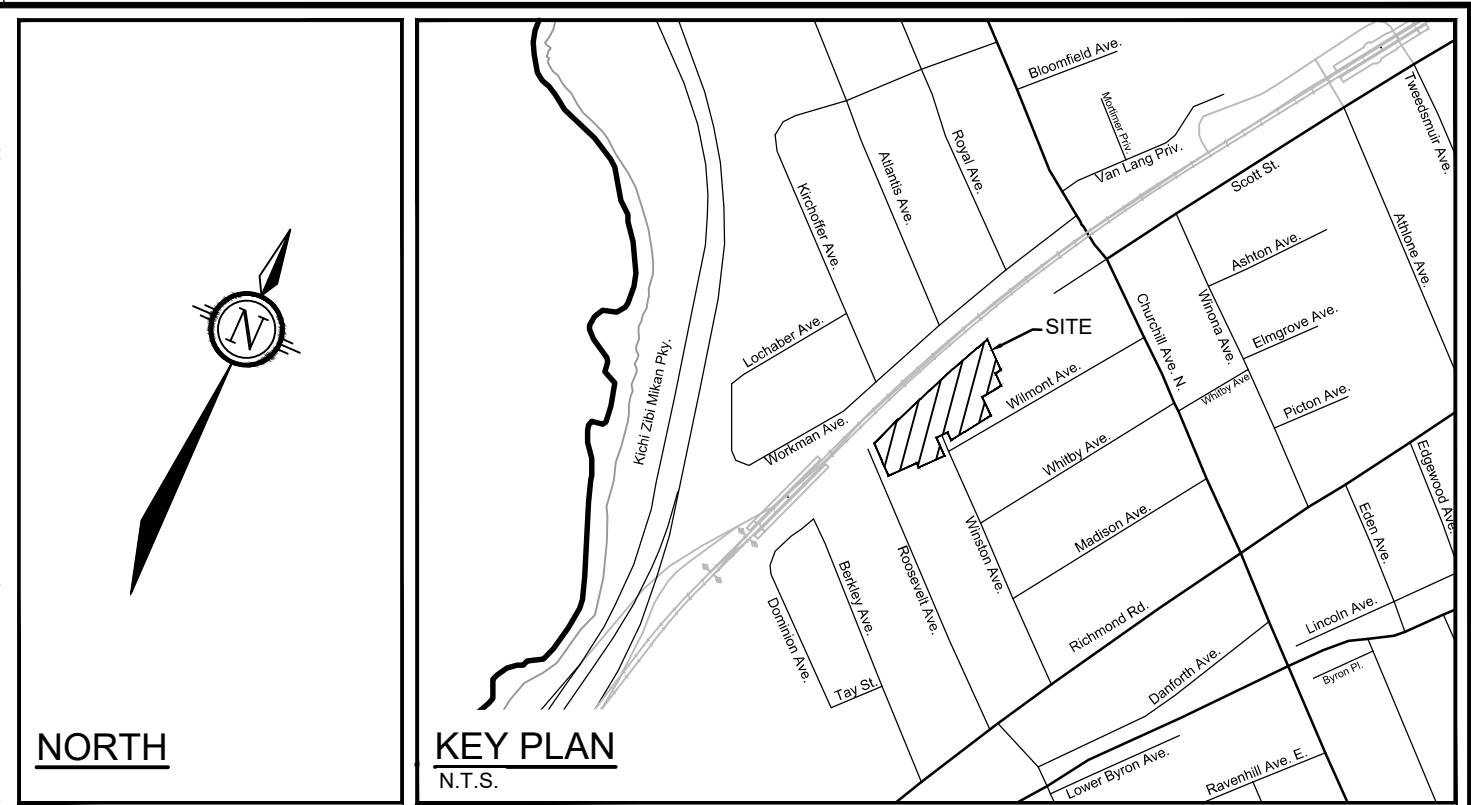 N
NORTH
KEY PLAN
N.T.S.
SITE
Bloomfield Ave.
Mortimer Priv.
Van Lang Priv.
Tweedsmuir Ave.
Scott St.
Royal Ave.
Atlantis Ave.
Kirchoffer Ave.
Athlone Ave.
Ashton Ave.
Winona Ave.
Elmgrove Ave.
Churchill Ave. N.
Lochaber Ave.
Kichi Zibi Mikan Pky.
Wilmont Ave.
Whitby Ave
Picton Ave.
Workman Ave.
Whitby Ave.
Edgewood Ave.
Madison Ave.
Eden Ave.
Winston Ave.
Roosevelt Ave.
Berkley Ave.
Dominion Ave.
Richmond Rd.
Lincoln Ave.
Tay St.
Danforth Ave.
Byron Pl.
Lower Byron Ave.
Ravenhill Ave. E.